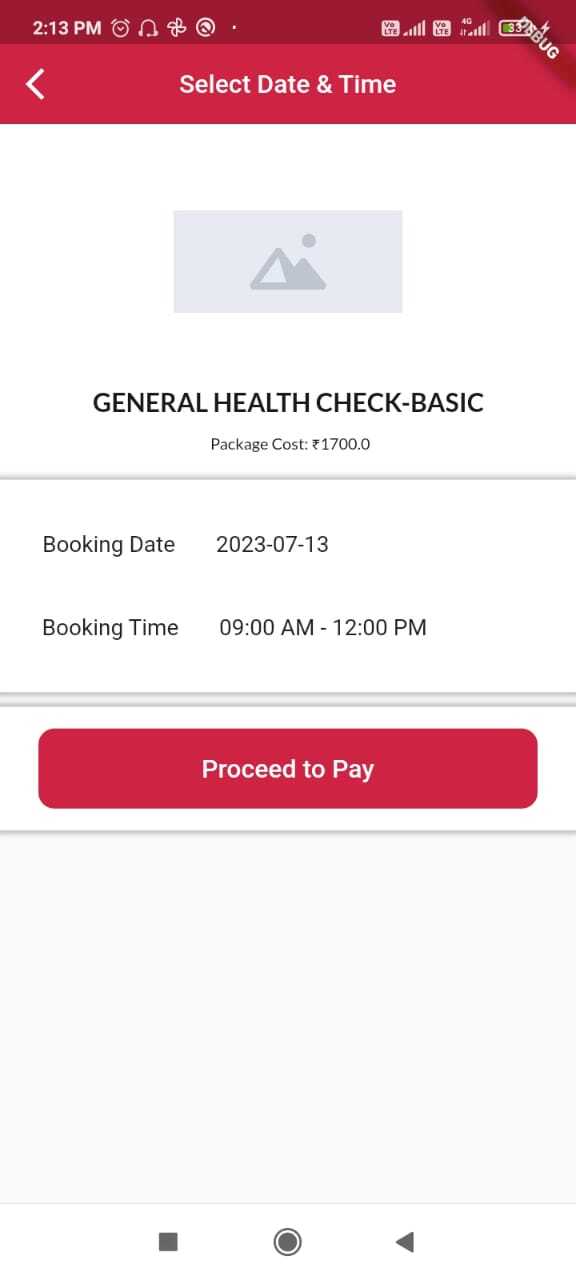 2:13 PM
Vo LTE Vo LTE 4G 33
DEBUG
Select Date & Time
GENERAL HEALTH CHECK-BASIC
Package Cost: ₹1700.0
Booking Date 2023-07-13
Booking Time 09:00 AM - 12:00 PM
Proceed to Pay